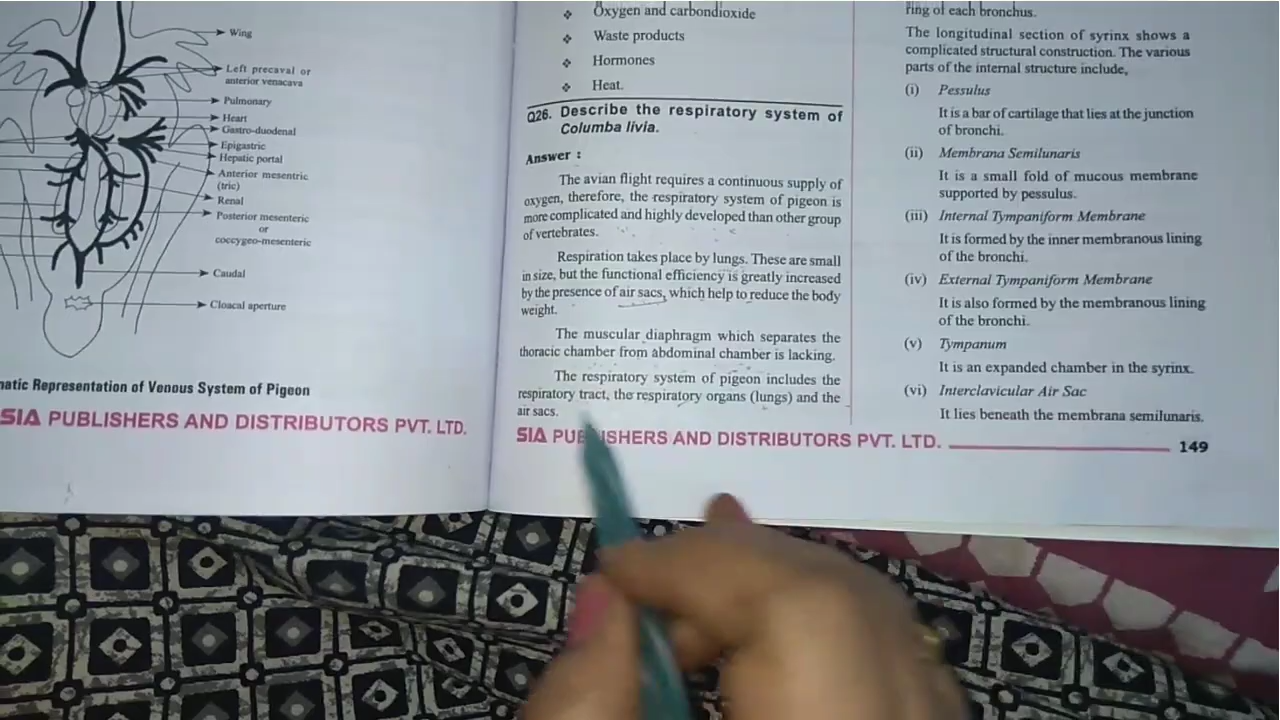 Wing
Left precaval or
anterior venacava
Pulmonary
Heart
Gastro-duodenal
Epigastric
Hepatic portal
Anterior mesentric
(tric)
Renal
Posterior mesenteric
or
coccygeo-mesenteric
Caudal
Cloacal aperture
matic Representation of Venous System of Pigeon
SIA PUBLISHERS AND DISTRIBUTORS PVT. LTD.
❖ Oxygen and carbondioxide
❖ Waste products
❖ Hormones
❖ Heat.
Q26. Describe the respiratory system of
Columba livia.
Answer :
The avian flight requires a continuous supply of
oxygen, therefore, the respiratory system of pigeon is
more complicated and highly developed than other group
of vertebrates.
Respiration takes place by lungs. These are small
in size, but the functional efficiency is greatly increased
by the presence of air sacs, which help to reduce the body
weight.
The muscular diaphragm which separates the
thoracic chamber from abdominal chamber is lacking.
The respiratory system of pigeon includes the
respiratory tract, the respiratory organs (lungs) and the
air sacs.
SIA PUBLISHERS AND DISTRIBUTORS PVT. LTD.
ring of each bronchus.
The longitudinal section of syrinx shows a
complicated structural construction. The various
parts of the internal structure include,
(i) Pessulus
It is a bar of cartilage that lies at the junction
of bronchi.
(ii) Membrana Semilunaris
It is a small fold of mucous membrane
supported by pessulus.
(iii) Internal Tympaniform Membrane
It is formed by the inner membranous lining
of the bronchi.
(iv) External Tympaniform Membrane
It is also formed by the membranous lining
of the bronchi.
(v) Tympanum
It is an expanded chamber in the syrinx.
(vi) Interclavicular Air Sac
It lies beneath the membrana semilunaris.
149